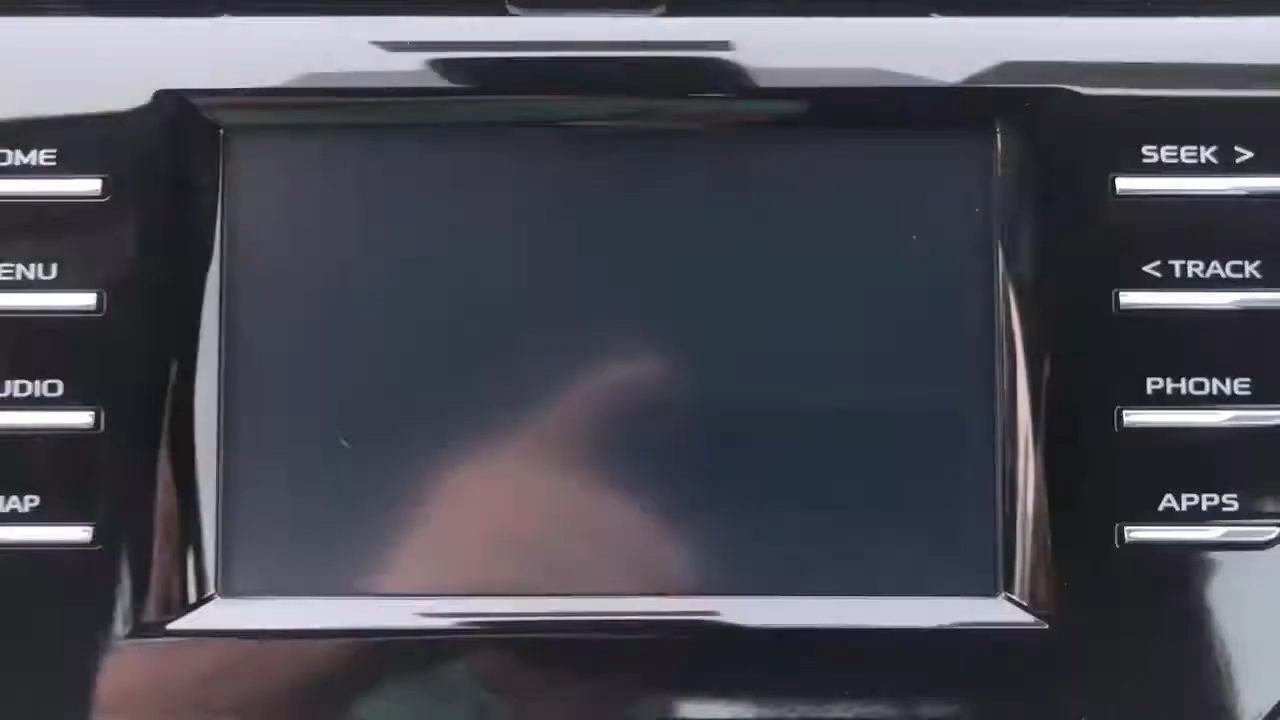 OME
SEEK >
ENU
< TRACK
UDIO
PHONE
AP
APPS